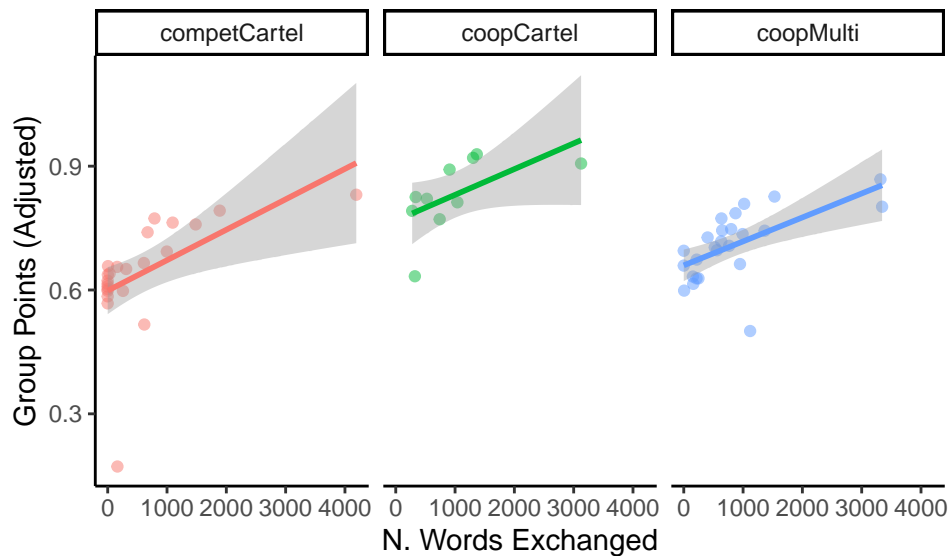 competCartel
coopCartel
coopMulti
Group Points (Adjusted)
0.9
0.6
0.3
0 1000 2000 3000 4000
0 1000 2000 3000 4000
0 1000 2000 3000 4000
N. Words Exchanged